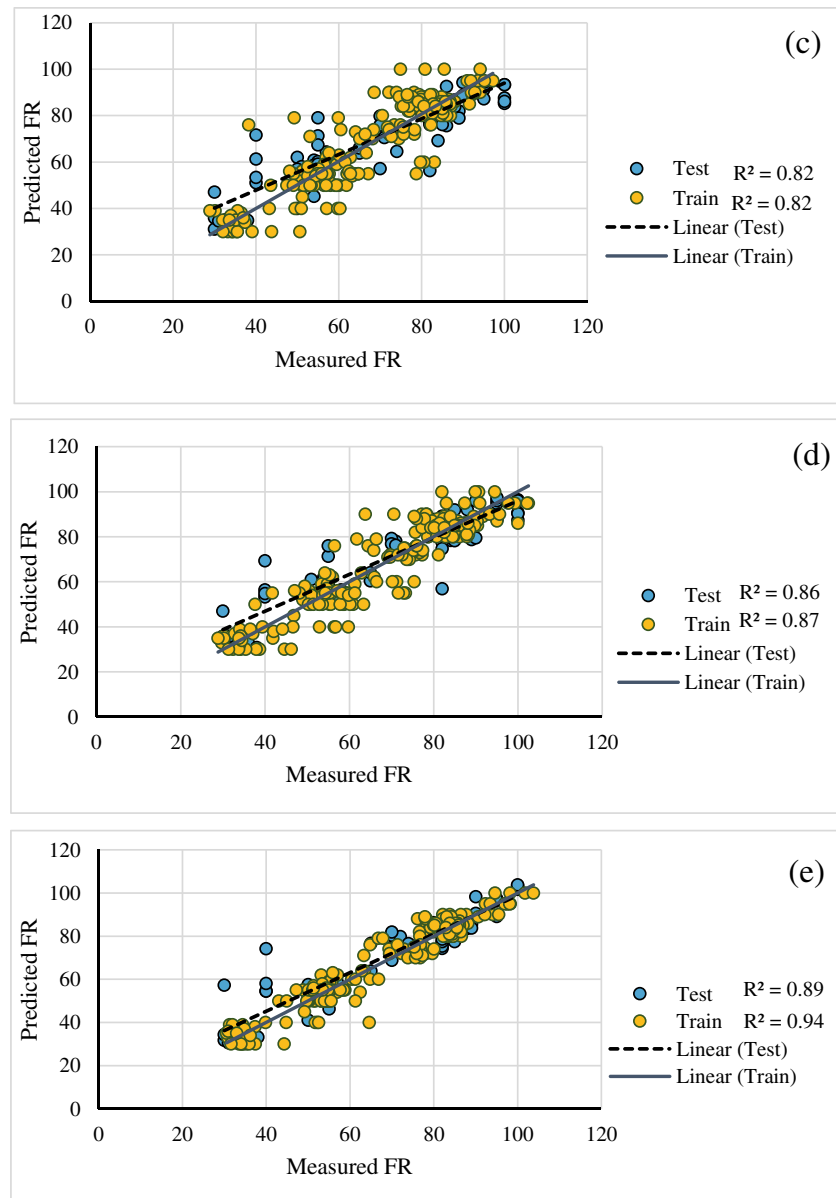 (c)
120
100
80
60
40
20
0
Predicted FR
0 20 40 60 80 100 120
Measured FR
Test R² = 0.82
Train R² = 0.82
Linear (Test)
Linear (Train)
(d)
120
100
80
60
40
20
0
Predicted FR
0 20 40 60 80 100 120
Measured FR
Test R² = 0.86
Train R² = 0.87
Linear (Test)
Linear (Train)
(e)
120
100
80
60
40
20
0
Predicted FR
0 20 40 60 80 100 120
Measured FR
Test R² = 0.89
Train R² = 0.94
Linear (Test)
Linear (Train)